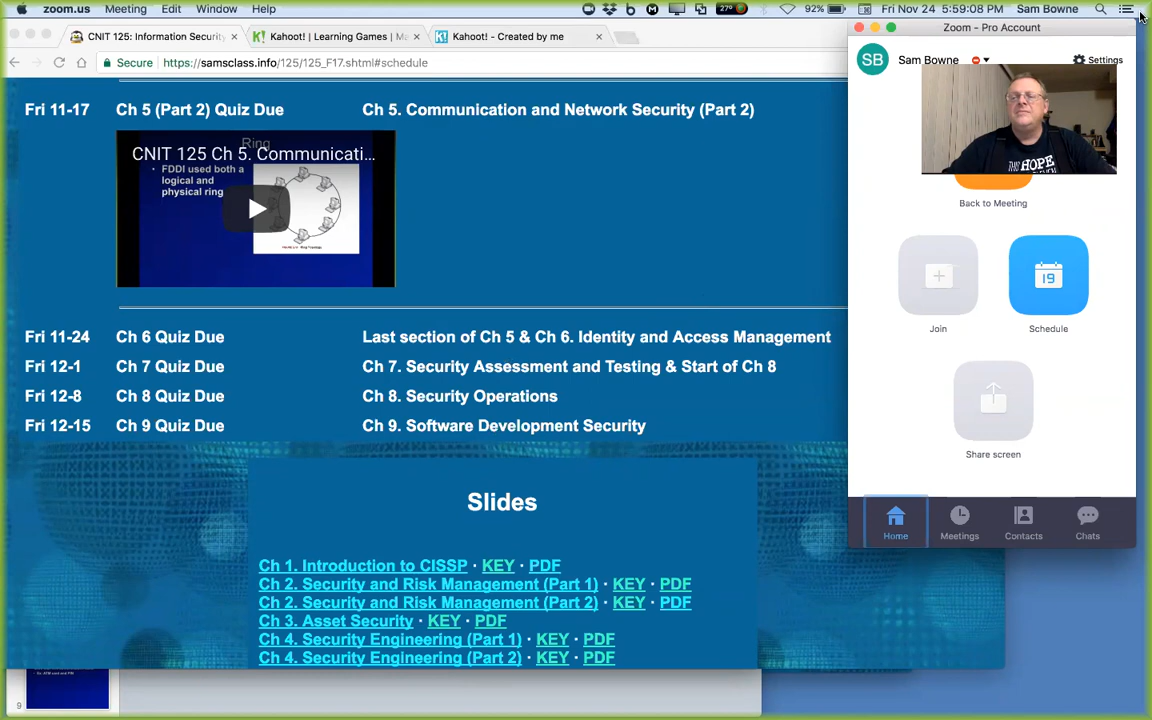 zoom.us Meeting Edit Window Help 27° 92% Fri Nov 24 5:59:08 PM Sam Bowne
CNIT 125: Information Security × Kahoot! | Learning Games | Ma × Kahoot! - Created by me ×
Zoom - Pro Account
Secure https://samsclass.info/125/125_F17.shtml#schedule
SB Sam Bowne Settings
Fri 11-17 Ch 5 (Part 2) Quiz Due Ch 5. Communication and Network Security (Part 2)
Ring
CNIT 125 Ch 5. Communicati...
• FDDI used both a
logical and
physical ring
THIS HOPE
Back to Meeting
19
Join Schedule
Fri 11-24 Ch 6 Quiz Due Last section of Ch 5 & Ch 6. Identity and Access Management
Fri 12-1 Ch 7 Quiz Due Ch 7. Security Assessment and Testing & Start of Ch 8
Fri 12-8 Ch 8 Quiz Due Ch 8. Security Operations
Fri 12-15 Ch 9 Quiz Due Ch 9. Software Development Security
Share screen
Home Meetings Contacts Chats
Slides
Ch 1. Introduction to CISSP · KEY · PDF
Ch 2. Security and Risk Management (Part 1) · KEY · PDF
Ch 2. Security and Risk Management (Part 2) · KEY · PDF
Ch 3. Asset Security · KEY · PDF
Ch 4. Security Engineering (Part 1) · KEY · PDF
Ch 4. Security Engineering (Part 2) · KEY · PDF
9